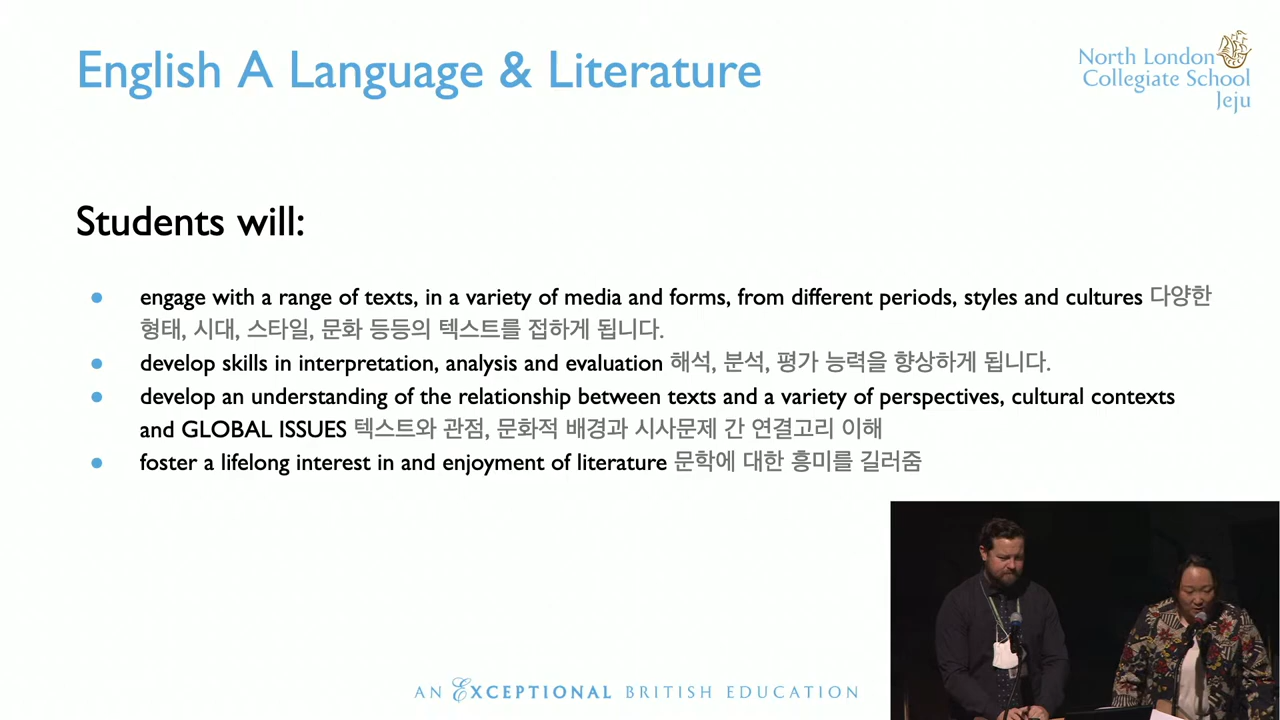 English A Language & Literature
North London
Collegiate School
Jeju
Students will:
engage with a range of texts, in a variety of media and forms, from different periods, styles and cultures 다양한
형태, 시대, 스타일, 문화 등등의 텍스트를 접하게 됩니다.
develop skills in interpretation, analysis and evaluation 해석, 분석, 평가 능력을 향상하게 됩니다.
develop an understanding of the relationship between texts and a variety of perspectives, cultural contexts
and GLOBAL ISSUES 텍스트와 관점, 문화적 배경과 시사문제 간 연결고리 이해
foster a lifelong interest in and enjoyment of literature 문학에 대한 흥미를 길러줌
AN EXCEPTIONAL BRITISH EDUCATION